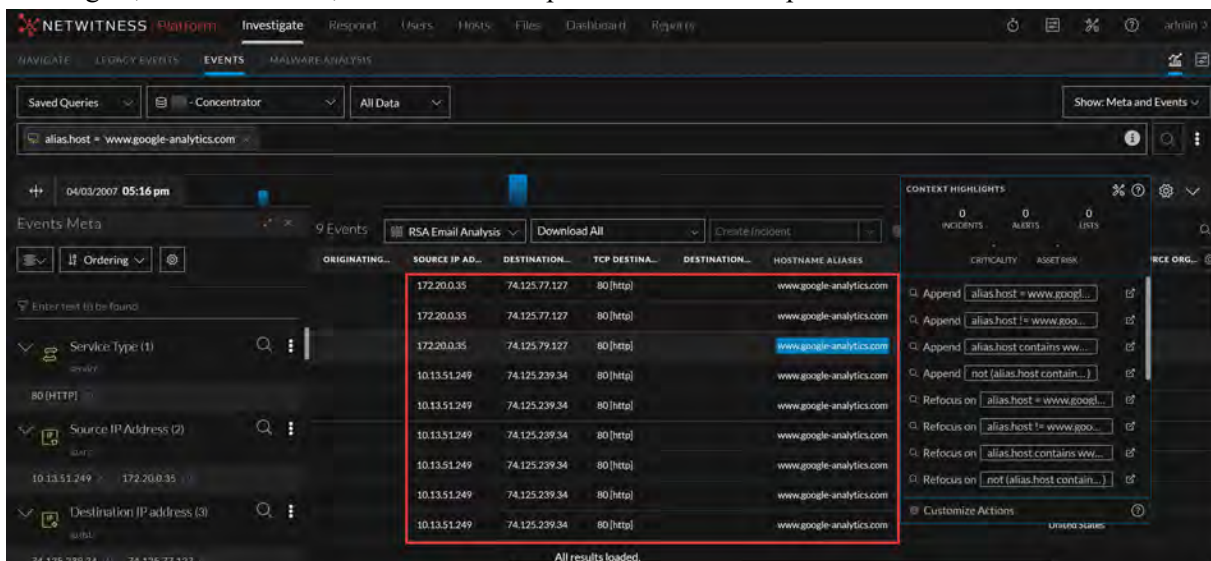 NETWITNESS Platform Investigate Respond Users Hosts Files Dashboard Reports admin
NAVIGATE LEGACY EVENTS EVENTS MALWARE ANALYSIS
Saved Queries - Concentrator All Data Show: Meta and Events
alias.host = 'www.google-analytics.com'
04/03/2007 05:16 pm
CONTEXT HIGHLIGHTS
0 0 0
INCIDENTS ALERTS LISTS
CRITICALITY ASSET RISK
Events Meta
9 Events RSA Email Analysis Download All Create Incident
Ordering
ORIGINATING... SOURCE IP AD... DESTINATION... TCP DESTINA... DESTINATION... HOSTNAME ALIASES RCE ORG...
Enter text to be found
172.20.0.35 74.125.77.127 80 [http] www.google-analytics.com
172.20.0.35 74.125.77.127 80 [http] www.google-analytics.com
172.20.0.35 74.125.79.127 80 [http] www.google-analytics.com
10.13.51.249 74.125.239.34 80 [http] www.google-analytics.com
10.13.51.249 74.125.239.34 80 [http] www.google-analytics.com
10.13.51.249 74.125.239.34 80 [http] www.google-analytics.com
10.13.51.249 74.125.239.34 80 [http] www.google-analytics.com
10.13.51.249 74.125.239.34 80 [http] www.google-analytics.com
10.13.51.249 74.125.239.34 80 [http] www.google-analytics.com
All results loaded.
Service Type (1)
service
80 [HTTP]
Source IP Address (2)
10.13.51.249 172.20.0.35
Destination IP address (3)
74.125.239.34 74.125.77.127
Append alias.host = www.googl...
Append alias.host != www.goo...
Append alias.host contains ww...
Append not (alias.host contain...)
Refocus on alias.host = www.googl...
Refocus on alias.host != www.goo...
Refocus on alias.host contains ww...
Refocus on not (alias.host contain...)
Customize Actions
United States